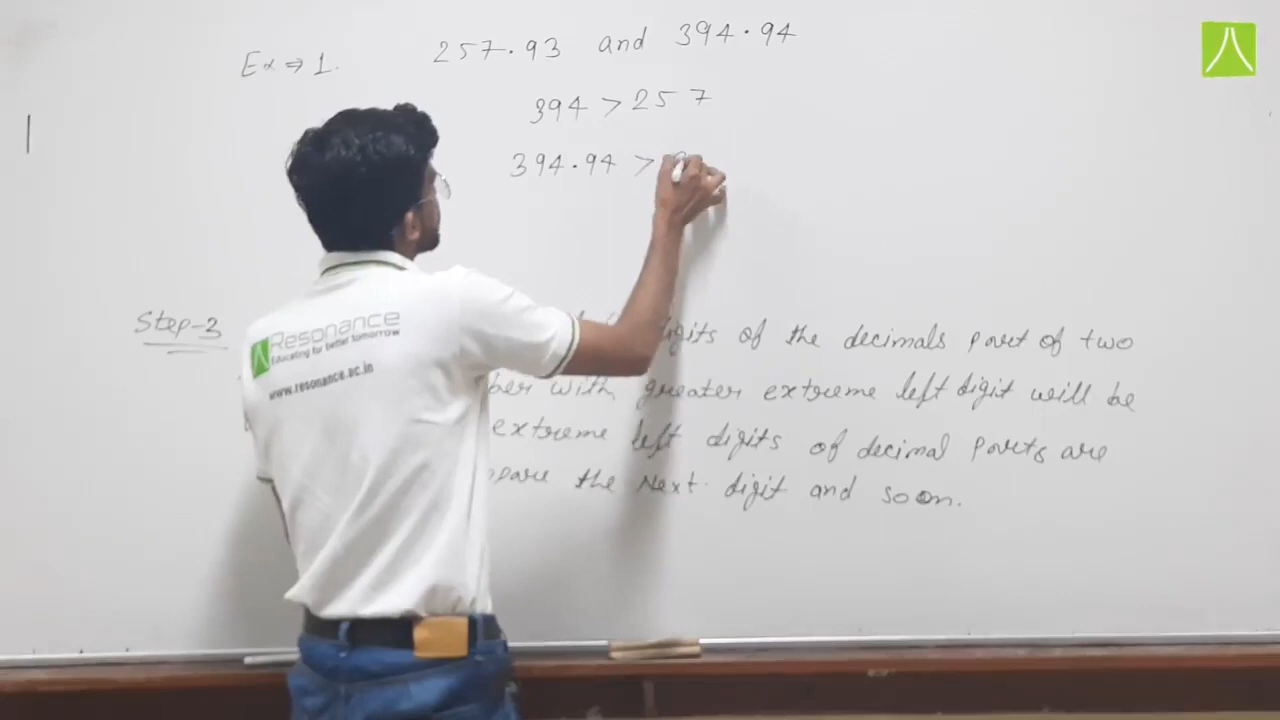 Ex ⇒ 1. 257.93 and 394.94
394 > 257
394.94 >
Step-3 digits of the decimals part of two
with greater extreme left digit will be
extreme left digits of decimal parts are
the Next. digit and soon.
Resonance
Educating for better tomorrow
www.resonance.ac.in